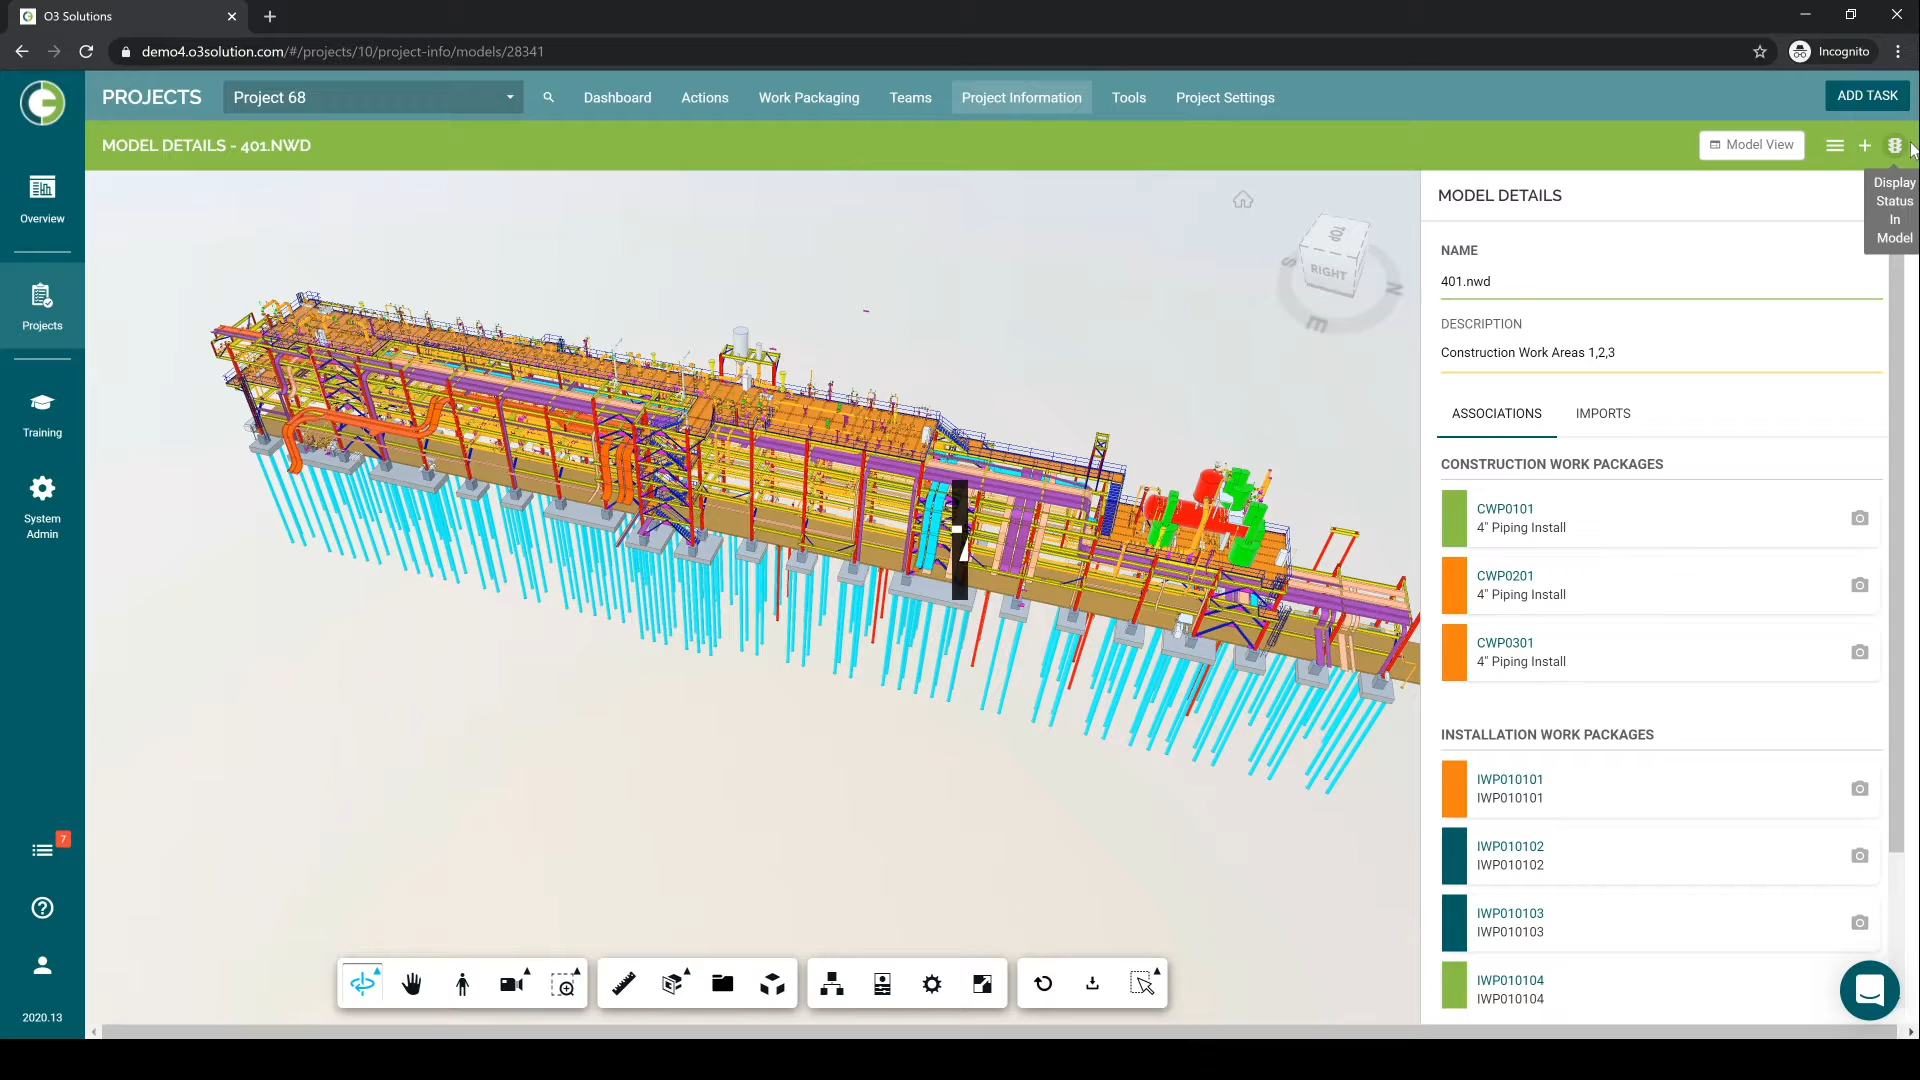 O3 Solutions
demo4.o3solution.com/#/projects/10/project-info/models/28341
Incognito
PROJECTS
Project 68
Dashboard
Actions
Work Packaging
Teams
Project Information
Tools
Project Settings
ADD TASK
MODEL DETAILS - 401.NWD
Model View
Display
Status
In
Model
Overview
Projects
Training
System
Admin
7
2020.13
TOP
RIGHT
S
N
E
MODEL DETAILS
NAME
401.nwd
DESCRIPTION
Construction Work Areas 1,2,3
ASSOCIATIONS
IMPORTS
CONSTRUCTION WORK PACKAGES
CWP0101
4" Piping Install
CWP0201
4" Piping Install
CWP0301
4" Piping Install
INSTALLATION WORK PACKAGES
IWP010101
IWP010101
IWP010102
IWP010102
IWP010103
IWP010103
IWP010104
IWP010104